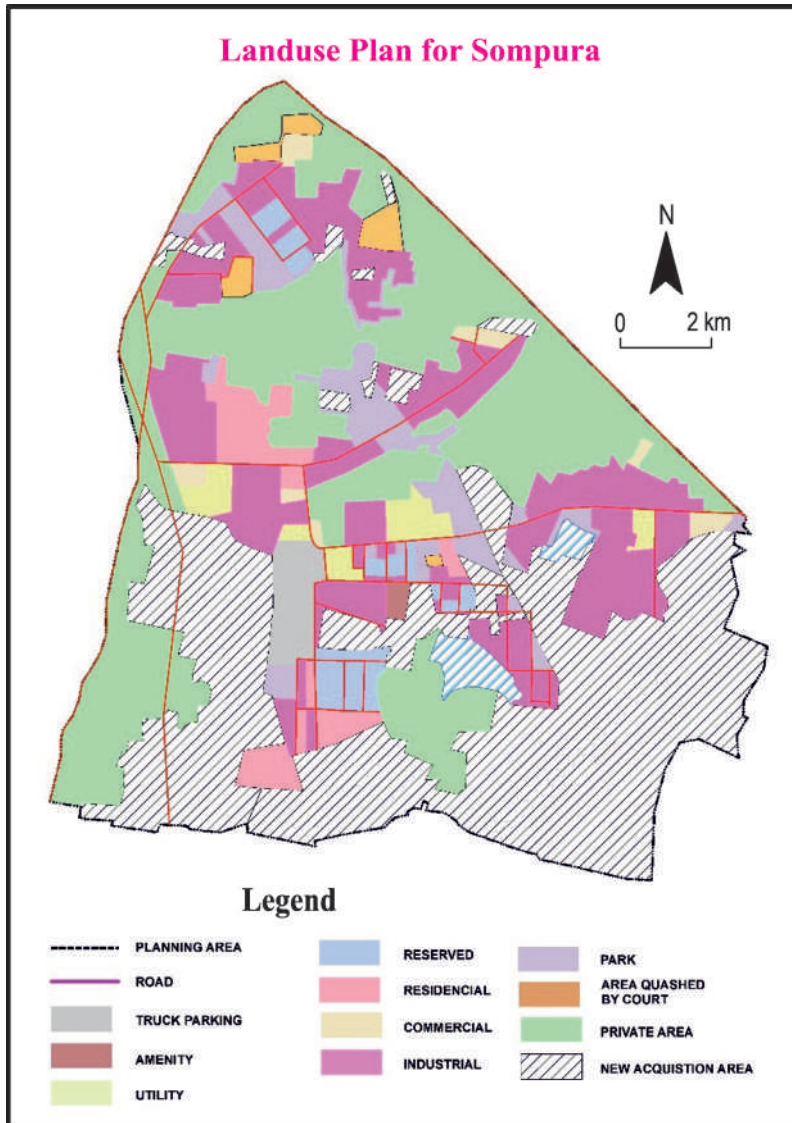 Landuse Plan for Sompura
N
0 2 km
Legend
PLANNING AREA
ROAD
TRUCK PARKING
AMENITY
UTILITY
RESERVED
RESIDENCIAL
COMMERCIAL
INDUSTRIAL
PARK
AREA QUASHED
BY COURT
PRIVATE AREA
NEW ACQUISTION AREA